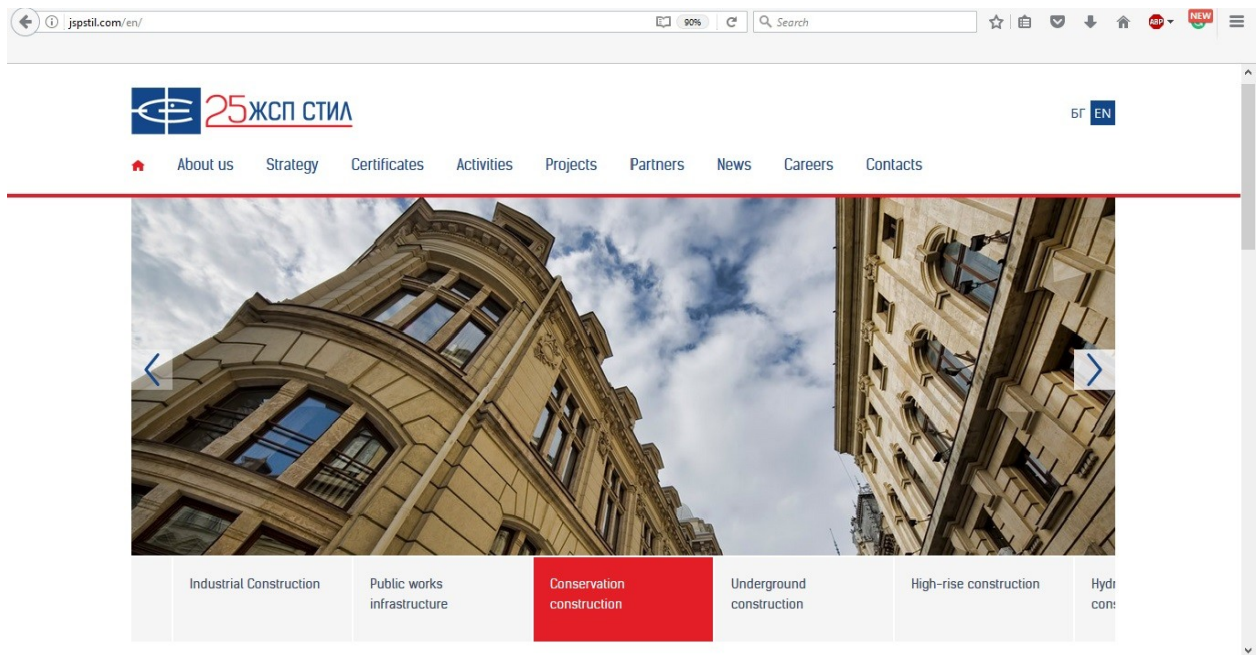 jspstil.com/en/
90%
Search
ABP
NEW
25ЖСП СТИЛ
БГ EN
About us Strategy Certificates Activities Projects Partners News Careers Contacts
Industrial Construction
Public works
infrastructure
Conservation
construction
Underground
construction
High-rise construction